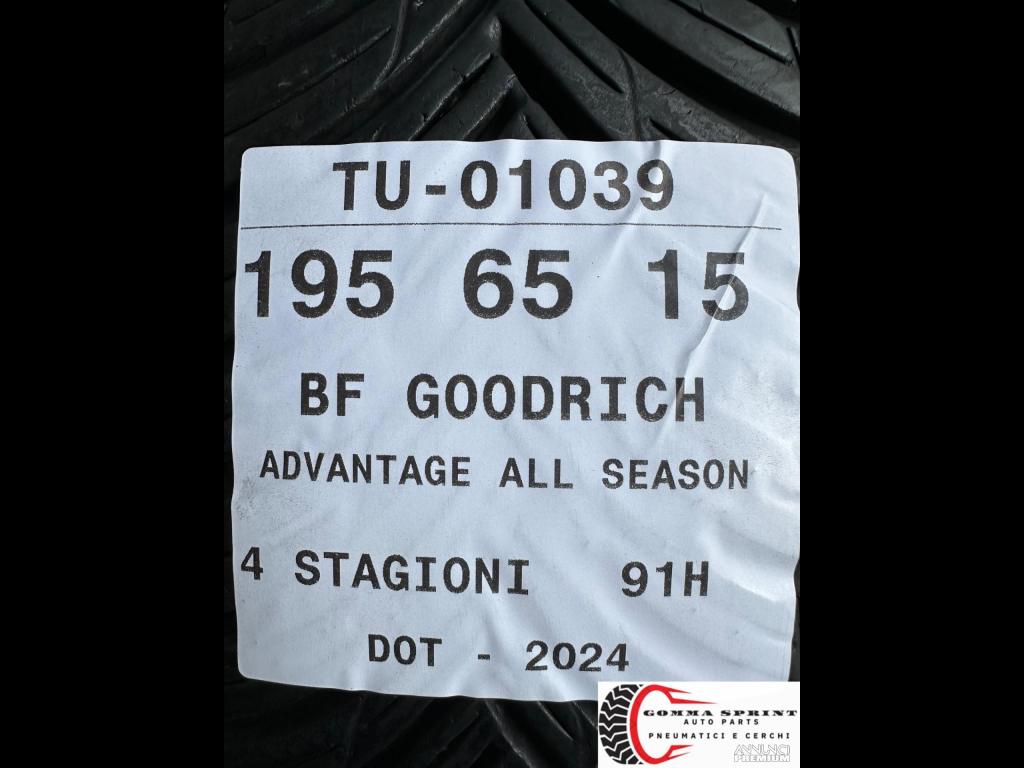 TU-01039
195 65 15
BF GOODRICH
ADVANTAGE ALL SEASON
4 STAGIONI 91H
DOT - 2024
GOMMA SPRINT
AUTO PARTS
PNEUMATICI E CERCHI
ANNUNCI
PREMIUM